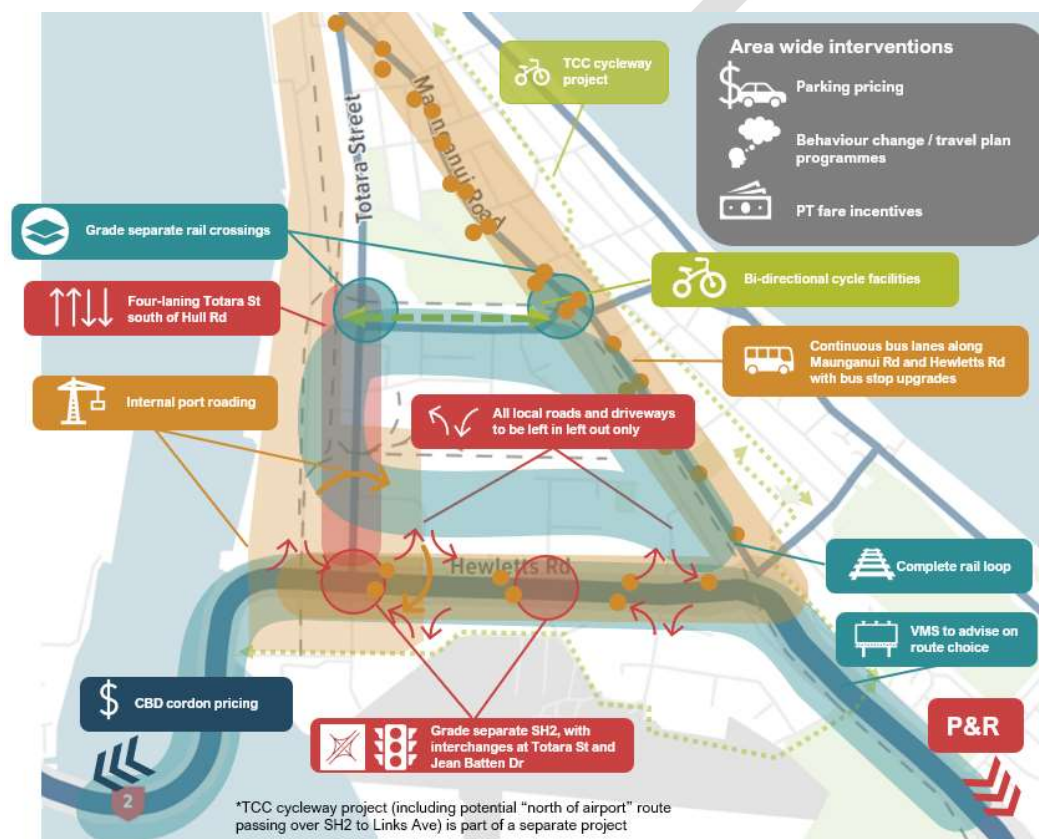 Area wide interventions
Parking pricing
Behaviour change / travel plan
programmes
PT fare incentives
TCC cycleway
project
Maunganui Road
Totara Street
Grade separate rail crossings
Bi-directional cycle facilities
Four-laning Totara St
south of Hull Rd
Continuous bus lanes along
Maunganui Rd and Hewletts Rd
with bus stop upgrades
Internal port roading
All local roads and driveways
to be left in left out only
Hewletts Rd
Complete rail loop
VMS to advise on
route choice
CBD cordon pricing
Grade separate SH2, with
interchanges at Totara St and
Jean Batten Dr
P&R
2
*TCC cycleway project (including potential “north of airport” route
passing over SH2 to Links Ave) is part of a separate project